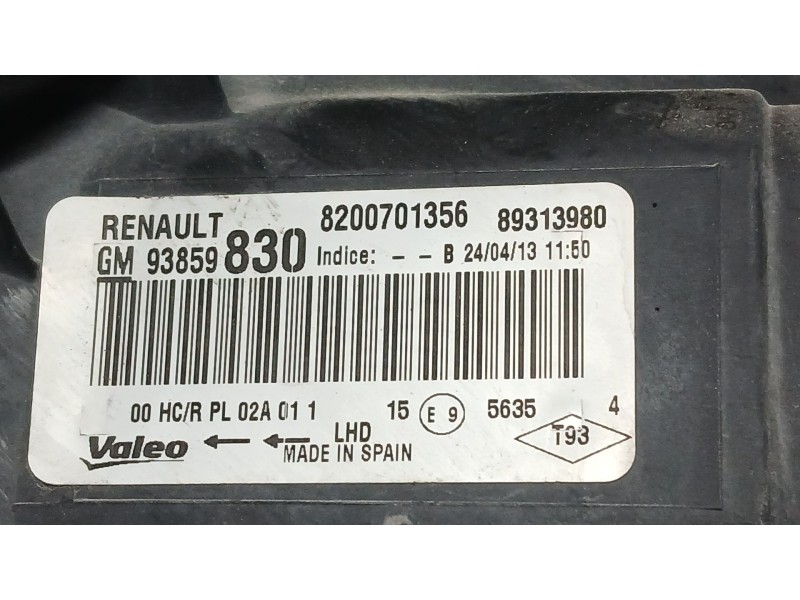 RENAULT 8200701356 89313980
GM 93859 830 Indice: - - B 24/04/13 11:50
00 HC/R PL 02A 01 1 15 E 9 5635 4
Valeo LHD T93
MADE IN SPAIN